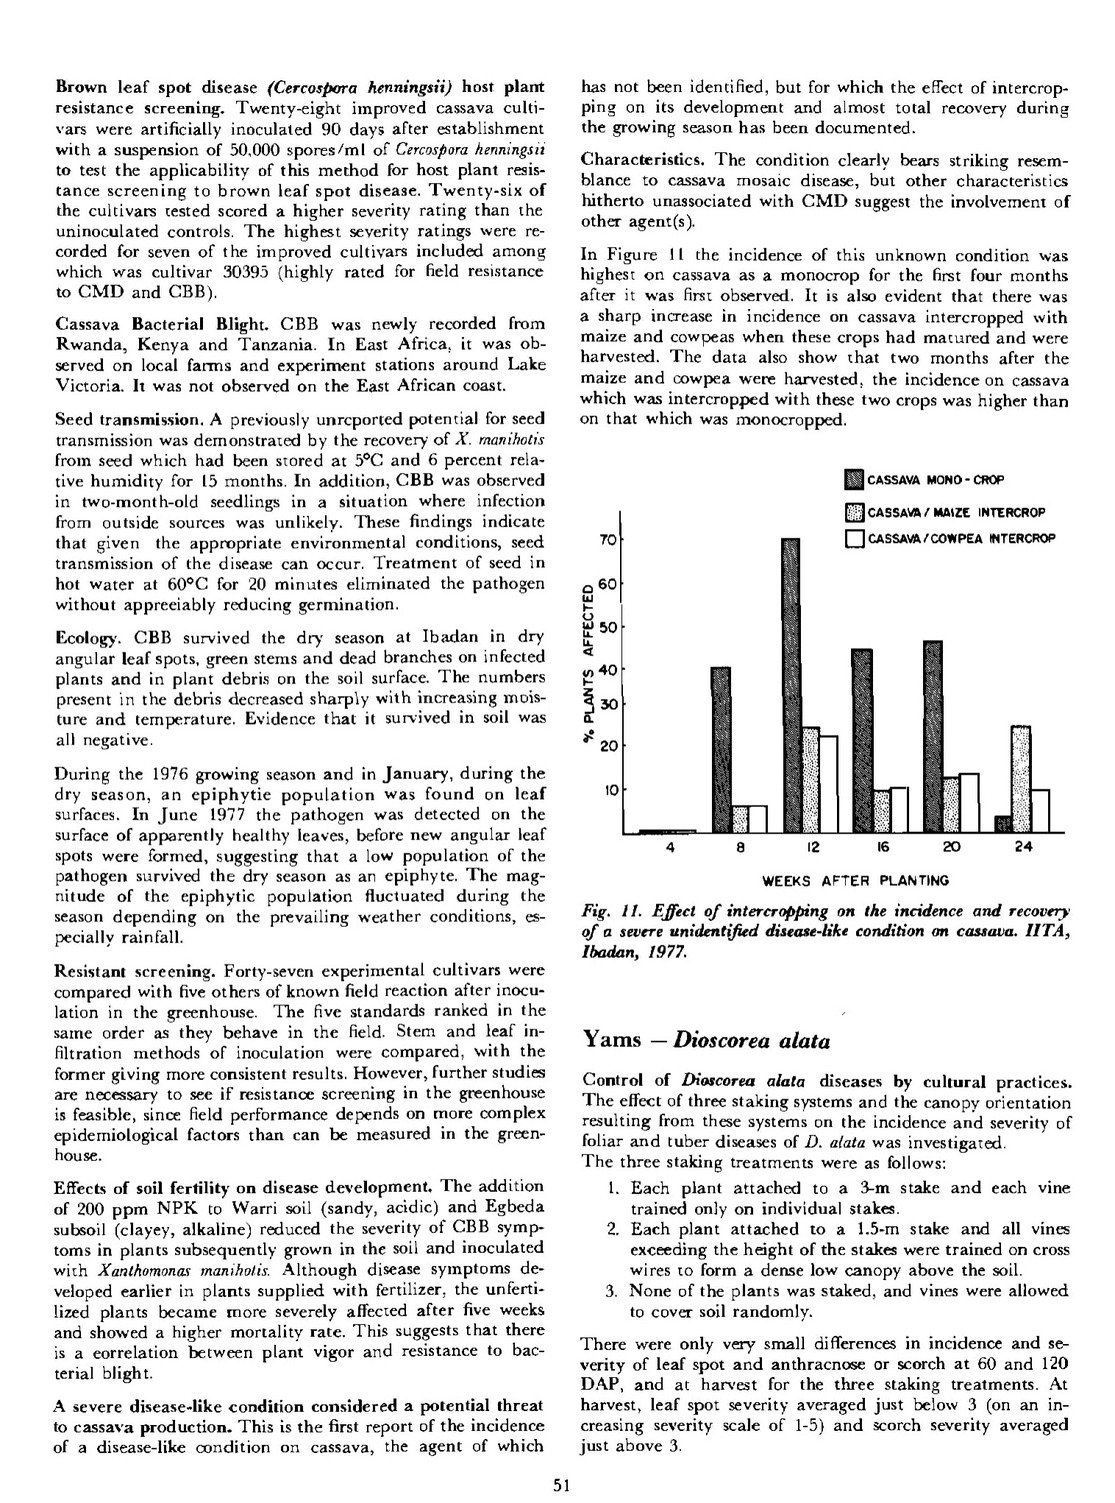 Brown leaf spot disease (Cercospora henningsii) host plant
resistance screening. Twenty-eight improved cassava culti-
vars were artificially inoculated 90 days after establishment
with a suspension of 50,000 spores/ml of Cercospora henningsii
to test the applicability of this method for host plant resis-
tance screening to brown leaf spot disease. Twenty-six of
the cultivars tested scored a higher severity rating than the
uninoculated controls. The highest severity ratings were re-
corded for seven of the improved cultivars included among
which was cultivar 30395 (highly rated for field resistance
to CMD and CBB).
Cassava Bacterial Blight. CBB was newly recorded from
Rwanda, Kenya and Tanzania. In East Africa, it was ob-
served on local farms and experiment stations around Lake
Victoria. It was not observed on the East African coast.
Seed transmission. A previously unrcported potential for seed
transmission was demonstrated by the recovery of X. manihotis
from seed which had been stored at 5°C and 6 percent rela-
tive humidity for 15 months. In addition, CBB was observed
in two-month-old seedlings in a situation where infection
from outside sources was unlikely. These findings indicate
that given the appropriate environmental conditions, seed
transmission of the disease can occur. Treatment of seed in
hot water at 60°C for 20 minutes eliminated the pathogen
without appreeiably reducing germination.
Ecology. CBB survived the dry season at Ibadan in dry
angular leaf spots, green stems and dead branches on infected
plants and in plant debris on the soil surface. The numbers
present in the debris decreased sharply with increasing mois-
ture and temperature. Evidence that it survived in soil was
all negative.
During the 1976 growing season and in January, during the
dry season, an epiphytie population was found on leaf
surfaces. In June 1977 the pathogen was detected on the
surface of apparently healthy leaves, before new angular leaf
spots were formed, suggesting that a low population of the
pathogen survived the dry season as an epiphyte. The mag-
nitude of the epiphytic population fluctuated during the
season depending on the prevailing weather conditions, es-
pecially rainfall.
Resistant screening. Forty-seven experimental cultivars were
compared with five others of known field reaction after inocu-
lation in the greenhouse. The five standards ranked in the
same order as they behave in the field. Stem and leaf in-
filtration methods of inoculation were compared, with the
former giving more consistent results. However, further studies
are necessary to see if resistance screening in the greenhouse
is feasible, since field performance depends on more complex
epidemiological factors than can be measured in the green-
house.
Effects of soil fertility on disease development. The addition
of 200 ppm NPK to Warri soil (sandy, acidic) and Egbeda
subsoil (clayey, alkaline) reduced the severity of CBB symp-
toms in plants subsequently grown in the soil and inoculated
with Xanthomonas manihotis. Although disease symptoms de-
veloped earlier in plants supplied with fertilizer, the unferti-
lized plants became more severely affected after five weeks
and showed a higher mortality rate. This suggests that there
is a eorrelation between plant vigor and resistance to bac-
terial blight.
A severe disease-like condition considered a potential threat
to cassava production. This is the first report of the incidence
of a disease-like condition on cassava, the agent of which
has not been identified, but for which the effect of intercrop-
ping on its development and almost total recovery during
the growing season has been documented.
Characteristics. The condition clearly bears striking resem-
blance to cassava mosaic disease, but other characteristics
hitherto unassociated with CMD suggest the involvement of
other agent(s).
In Figure 11 the incidence of this unknown condition was
highest on cassava as a monocrop for the first four months
after it was first observed. It is also evident that there was
a sharp increase in incidence on cassava intercropped with
maize and cowpeas when these crops had matured and were
harvested. The data also show that two months after the
maize and cowpea were harvested, the incidence on cassava
which was intercropped with these two crops was higher than
on that which was monocropped.
CASSAVA MONO-CROP
CASSAVA / MAIZE INTERCROP
CASSAVA / COWPEA INTERCROP
% PLANTS AFFECTED
70
60
50
40
30
20
10
4 8 12 16 20 24
WEEKS AFTER PLANTING
Fig. 11. Effect of intercropping on the incidence and recovery
of a severe unidentified disease-like condition on cassava. IITA,
Ibadan, 1977.
Yams — Dioscorea alata
Control of Dioscorea alata diseases by cultural practices.
The effect of three staking systems and the canopy orientation
resulting from these systems on the incidence and severity of
foliar and tuber diseases of D. alata was investigated.
The three staking treatments were as follows:
1. Each plant attached to a 3-m stake and each vine
trained only on individual stakes.
2. Each plant attached to a 1.5-m stake and all vines
exceeding the height of the stakes were trained on cross
wires to form a dense low canopy above the soil.
3. None of the plants was staked, and vines were allowed
to cover soil randomly.
There were only very small differences in incidence and se-
verity of leaf spot and anthracnose or scorch at 60 and 120
DAP, and at harvest for the three staking treatments. At
harvest, leaf spot severity averaged just below 3 (on an in-
creasing severity scale of 1-5) and scorch severity averaged
just above 3.
51